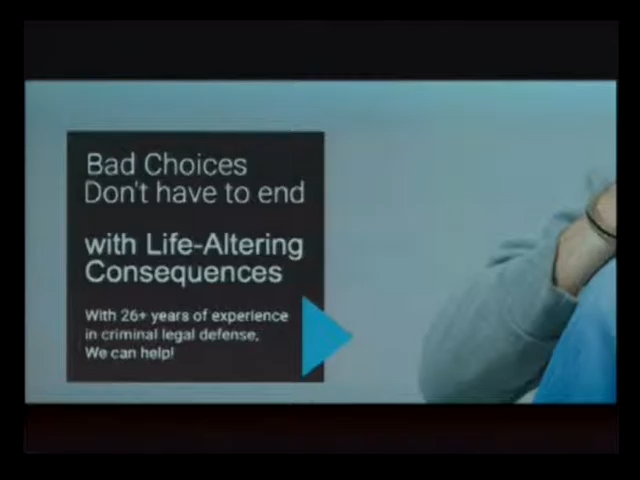 Bad Choices
Don't have to end
with Life-Altering
Consequences
With 26+ years of experience
in criminal legal defense,
We can help!